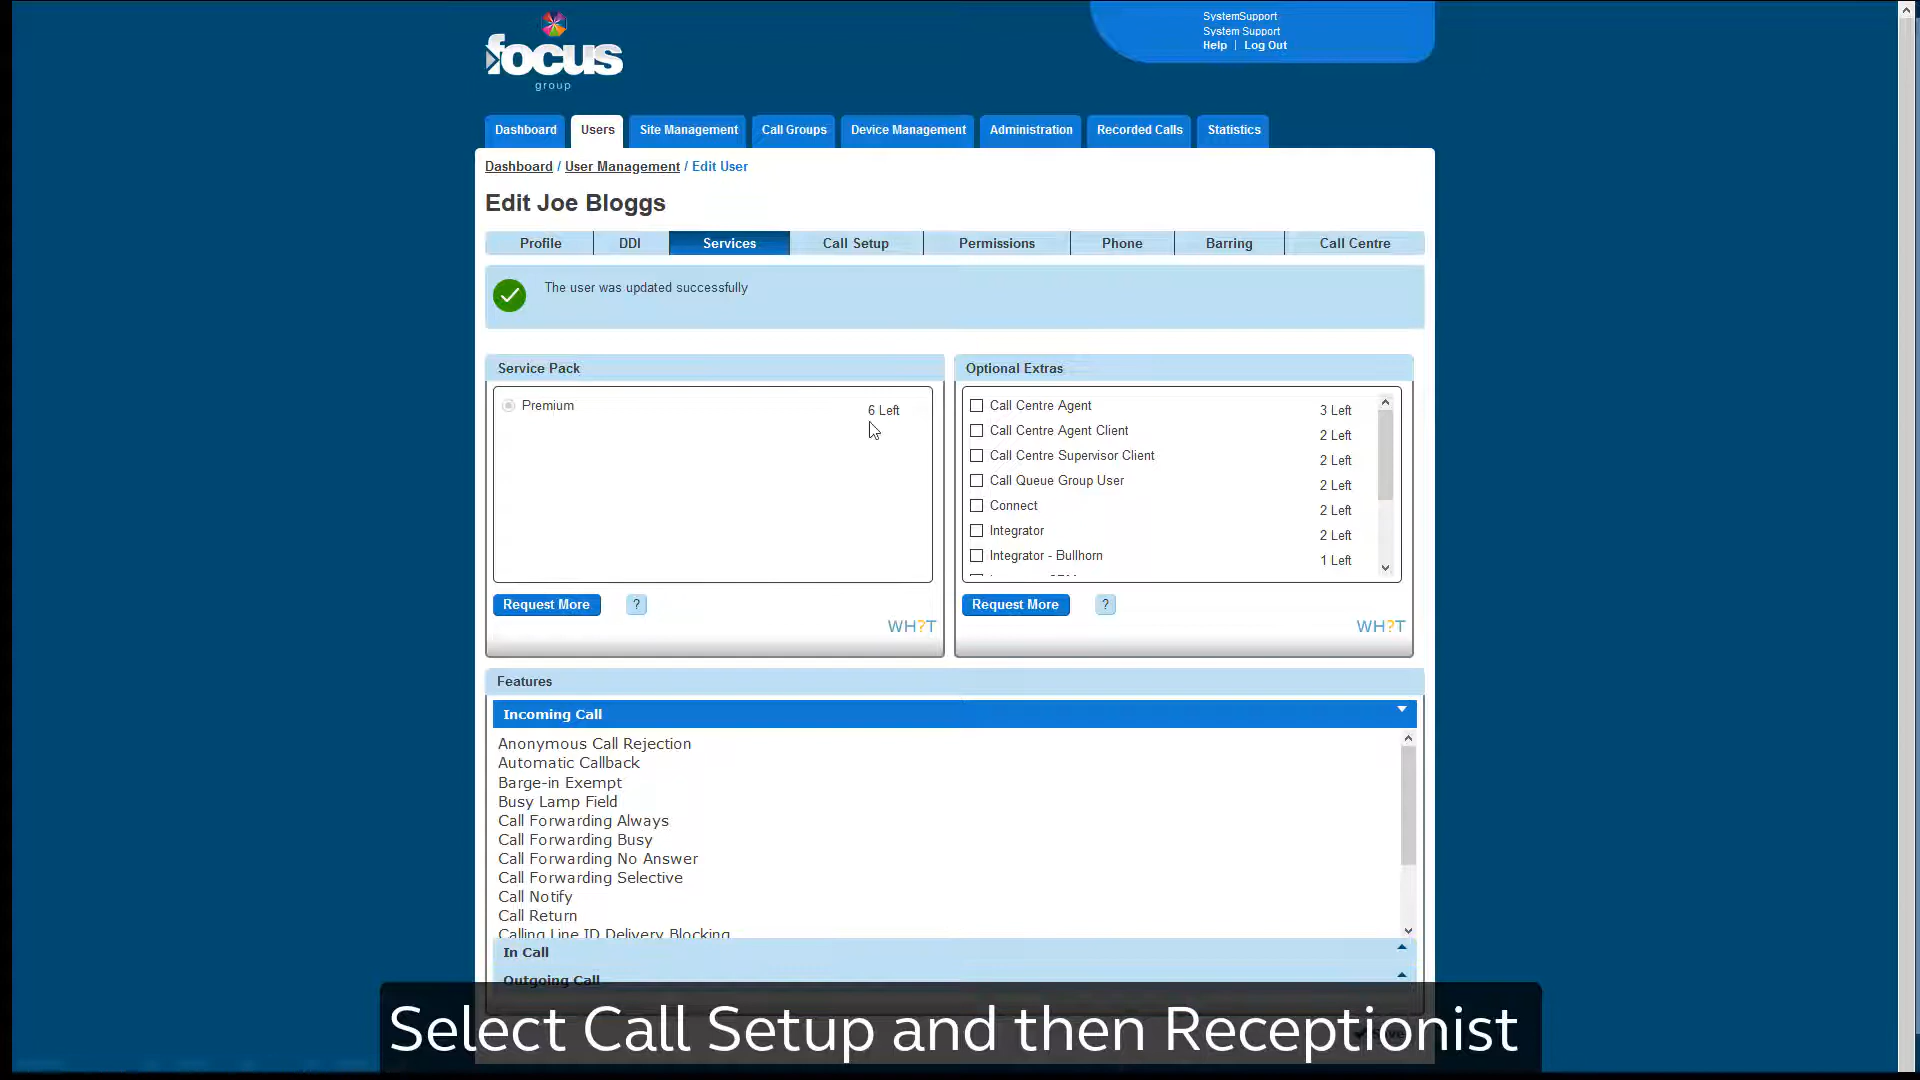 SystemSupport
System Support
Help | Log Out
focus
group
Dashboard Users Site Management Call Groups Device Management Administration Recorded Calls Statistics
Dashboard / User Management / Edit User
Edit Joe Bloggs
Profile DDI Services Call Setup Permissions Phone Barring Call Centre
The user was updated successfully
Service Pack
Premium 6 Left
Request More ?
WH?T
Optional Extras
Call Centre Agent 3 Left
Call Centre Agent Client 2 Left
Call Centre Supervisor Client 2 Left
Call Queue Group User 2 Left
Connect 2 Left
Integrator 2 Left
Integrator - Bullhorn 1 Left
Request More ?
WH?T
Features
Incoming Call
Anonymous Call Rejection
Automatic Callback
Barge-in Exempt
Busy Lamp Field
Call Forwarding Always
Call Forwarding Busy
Call Forwarding No Answer
Call Forwarding Selective
Call Notify
Call Return
Calling Line ID Delivery Blocking
In Call
Outgoing Call
Select Call Setup and then Receptionist